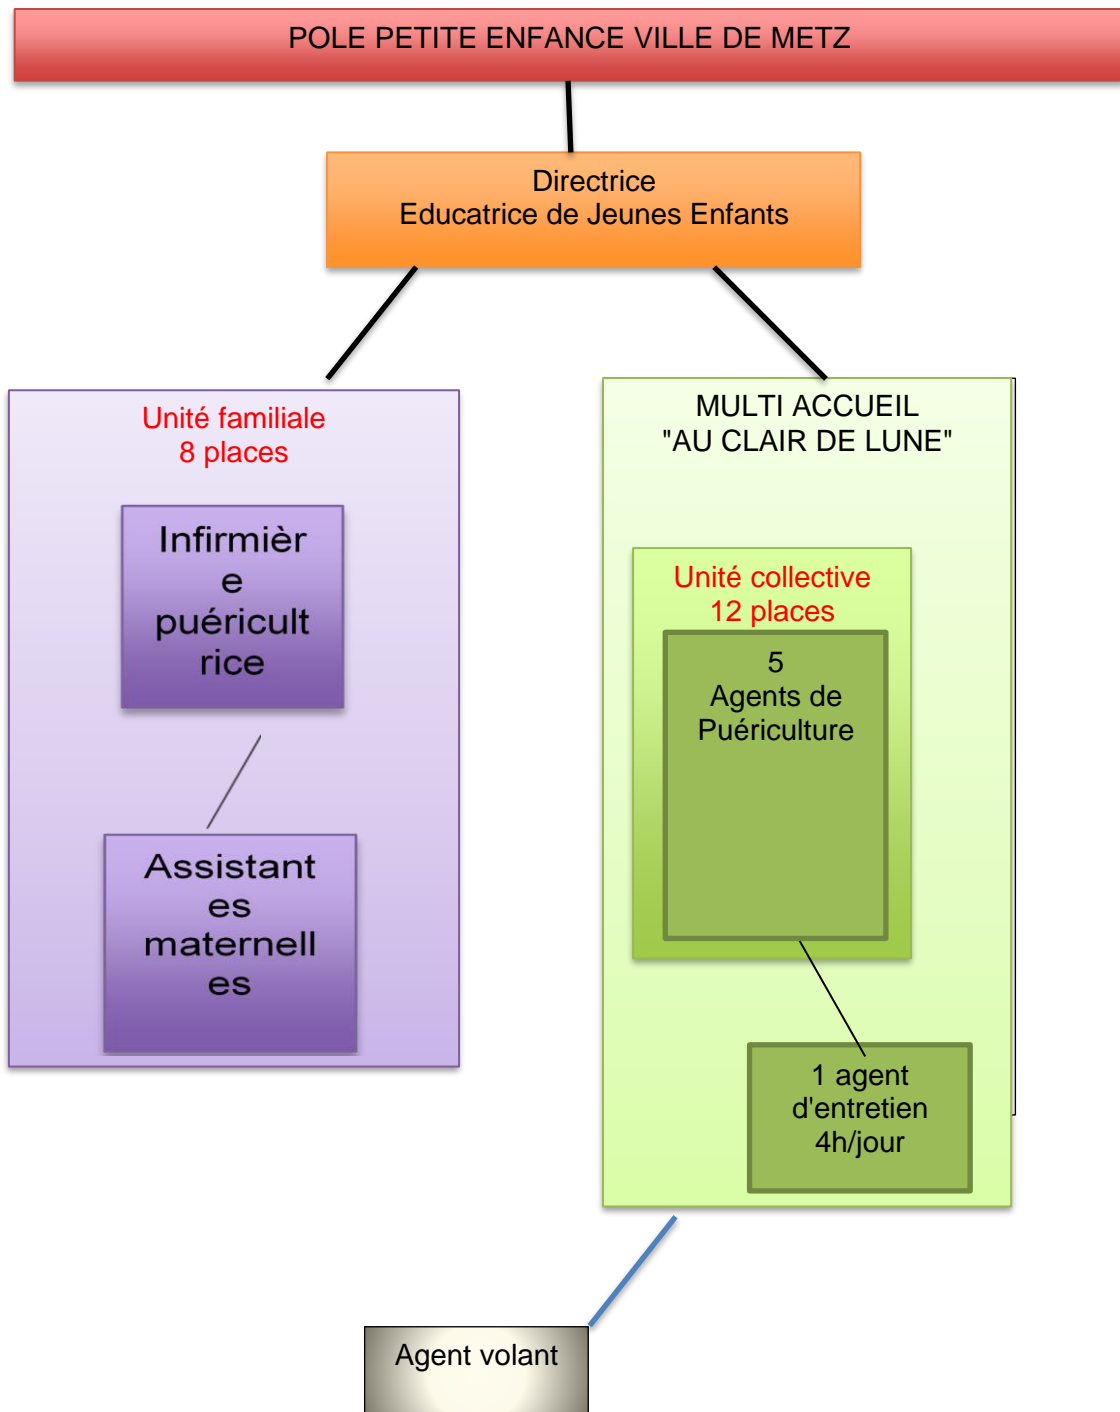 POLE PETITE ENFANCE VILLE DE METZ
Directrice
Educatrice de Jeunes Enfants
Unité familiale
8 places
Infirmièr
e
puéricult
rice
Assistant
es
maternell
es
MULTI ACCUEIL
"AU CLAIR DE LUNE"
Unité collective
12 places
5
Agents de
Puériculture
1 agent
d'entretien
4h/jour
Agent volant